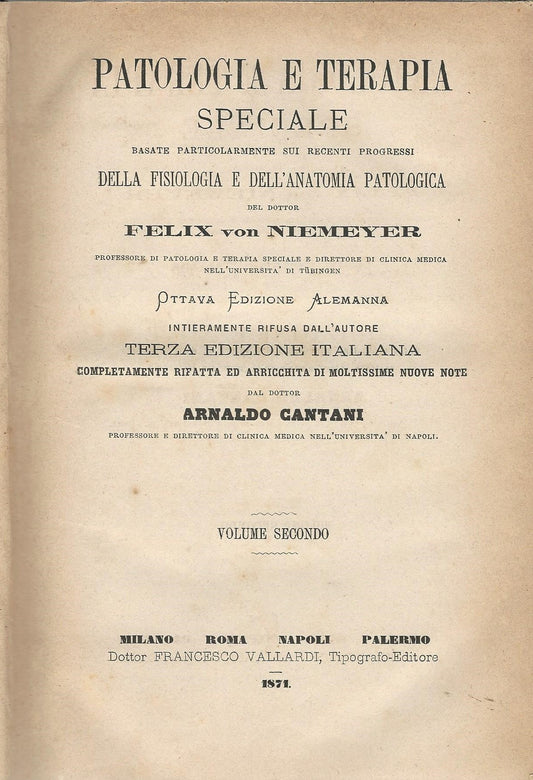 PATOLOGIA E TERAPIA
SPECIALE
BASATE PARTICOLARMENTE SUI RECENTI PROGRESSI
DELLA FISIOLOGIA E DELL'ANATOMIA PATOLOGICA
DEL DOTTOR
FELIX von NIEMEYER
PROFESSORE DI PATOLOGIA E TERAPIA SPECIALE E DIRETTORE DI CLINICA MEDICA
NELL'UNIVERSITA' DI TÜBINGEN
OTTAVA EDIZIONE ALEMANNA
INTIERAMENTE RIFUSA DALL'AUTORE
TERZA EDIZIONE ITALIANA
COMPLETAMENTE RIFATTA ED ARRICCHITA DI MOLTISSIME NUOVE NOTE
DAL DOTTOR
ARNALDO CANTANI
PROFESSORE E DIRETTORE DI CLINICA MEDICA NELL'UNIVERSITA' DI NAPOLI.
VOLUME SECONDO
MILANO ROMA NAPOLI PALERMO
Dottor FRANCESCO VALLARDI, Tipografo-Editore
1871.